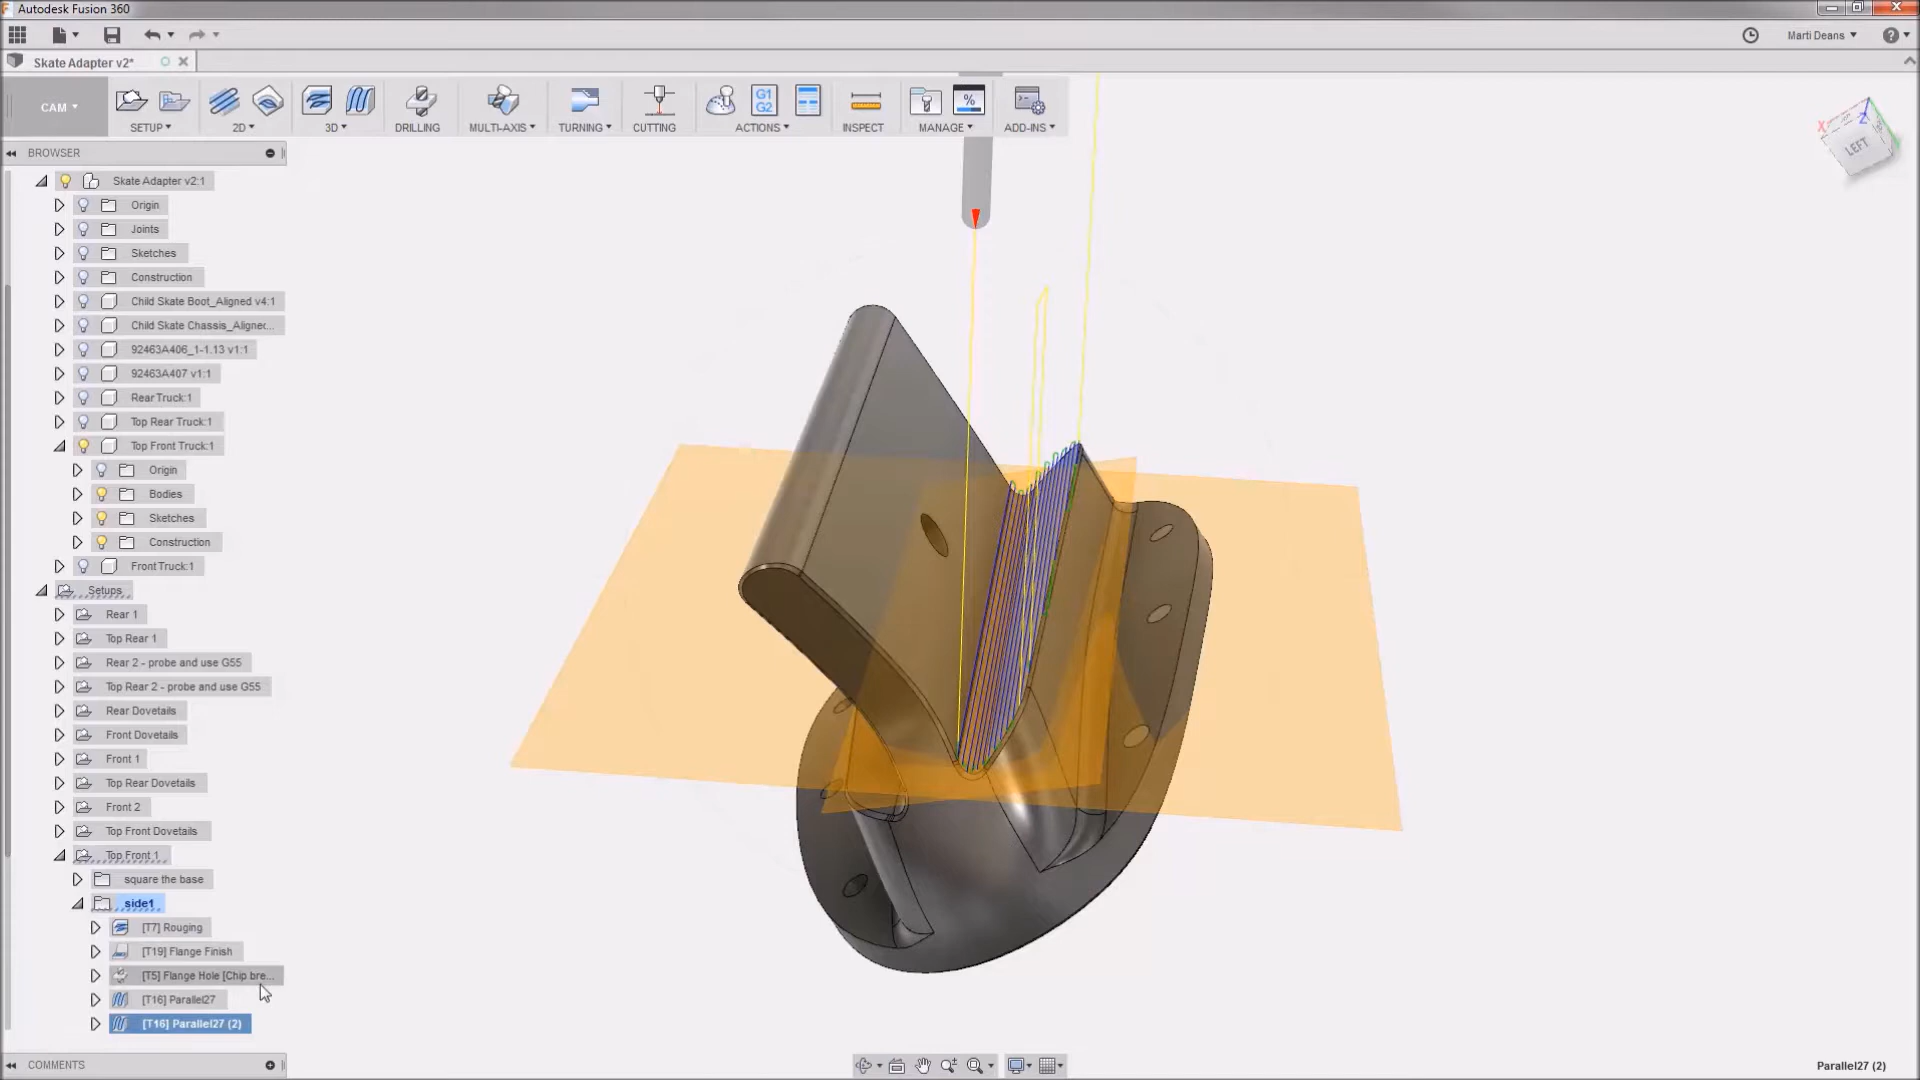 Autodesk Fusion 360
Marti Deans
Skate Adapter v2*
CAM
G1
G2
%
SETUP
2D
3D
DRILLING
MULTI-AXIS
TURNING
CUTTING
ACTIONS
INSPECT
MANAGE
ADD-INS
X
Z
LEFT
BROWSER
Skate Adapter v2:1
Origin
Joints
Sketches
Construction
Child Skate Boot_Aligned v4:1
Child Skate Chassis_Aligned...
92463A406_1-1.13 v1:1
92463A407 v1:1
Rear Truck:1
Top Rear Truck:1
Top Front Truck:1
Origin
Bodies
Sketches
Construction
Front Truck:1
Setups
Rear 1
Top Rear 1
Rear 2 - probe and use G55
Top Rear 2 - probe and use G55
Rear Dovetails
Front Dovetails
Front 1
Top Rear Dovetails
Front 2
Top Front Dovetails
Top Front 1
square the base
side1
[T7] Rouging
[T19] Flange Finish
[T5] Flange Hole [Chip bre...
[T16] Parallel27
[T16] Parallel27 (2)
COMMENTS
Parallel27 (2)